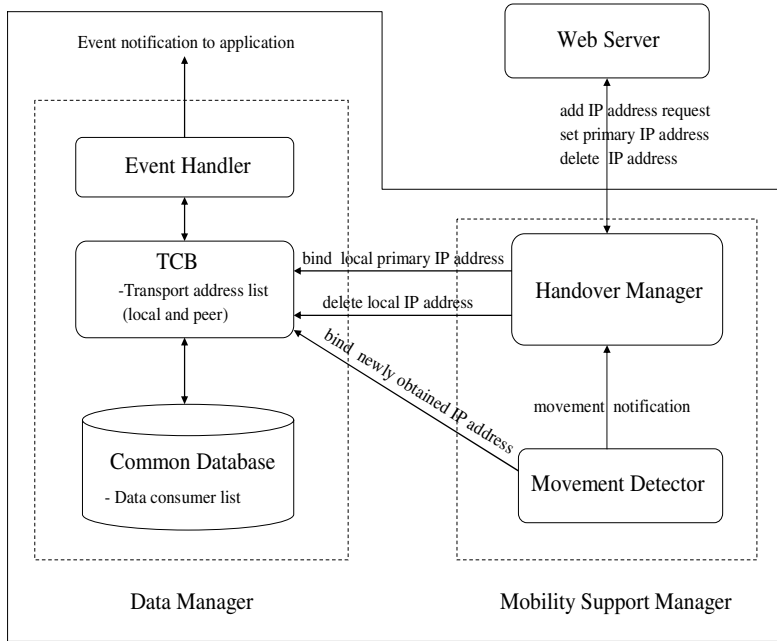 Event notification to application
Web Server
add IP address request
set primary IP address
delete IP address
Event Handler
TCB
-Transport address list
(local and peer)
bind local primary IP address
delete local IP address
bind newly obtained IP address
Handover Manager
movement notification
Common Database
- Data consumer list
Movement Detector
Data Manager
Mobility Support Manager